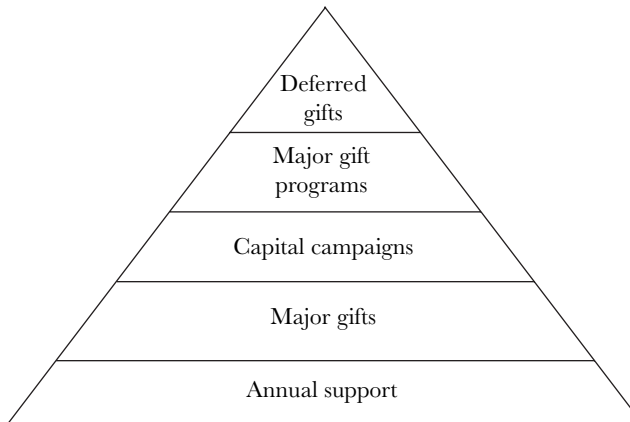 Deferred
gifts
Major gift
programs
Capital campaigns
Major gifts
Annual support